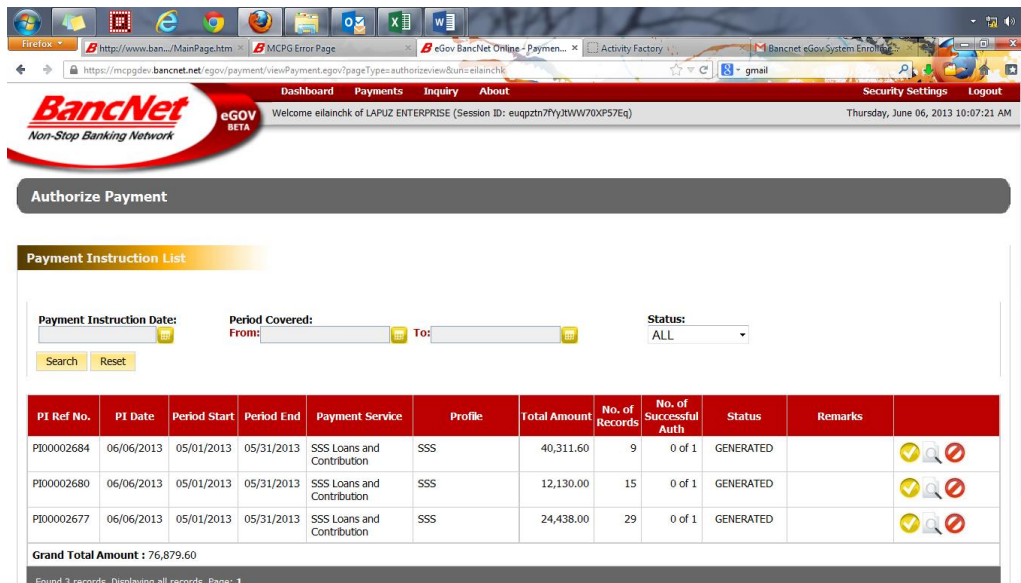 Firefox
http://www.ban.../MainPage.htm ×
MCPG Error Page ×
eGov BancNet Online - Paymen... ×
Activity Factory
Bancnet eGov System Enrollm...
https://mcpgdev.bancnet.net/egov/payment/viewPayment.egov?pageType=authorizeview&uri=eilainchk
gmail
Dashboard Payments Inquiry About Security Settings Logout
BancNet
Non-Stop Banking Network
eGOV
BETA
Welcome eilainchk of LAPUZ ENTERPRISE (Session ID: euqpztn7fYyJtWW70XP57Eq) Thursday, June 06, 2013 10:07:21 AM
Authorize Payment
Payment Instruction List
Payment Instruction Date: Period Covered: Status:
From: To: ALL
Search Reset
PI Ref No. PI Date Period Start Period End Payment Service Profile Total Amount No. of Records No. of Successful Auth Status Remarks
PI00002684 06/06/2013 05/01/2013 05/31/2013 SSS Loans and Contribution SSS 40,311.60 9 0 of 1 GENERATED
PI00002680 06/06/2013 05/01/2013 05/31/2013 SSS Loans and Contribution SSS 12,130.00 15 0 of 1 GENERATED
PI00002677 06/06/2013 05/01/2013 05/31/2013 SSS Loans and Contribution SSS 24,438.00 29 0 of 1 GENERATED
Grand Total Amount : 76,879.60
Found 3 records. Displaying all records. Page: 1